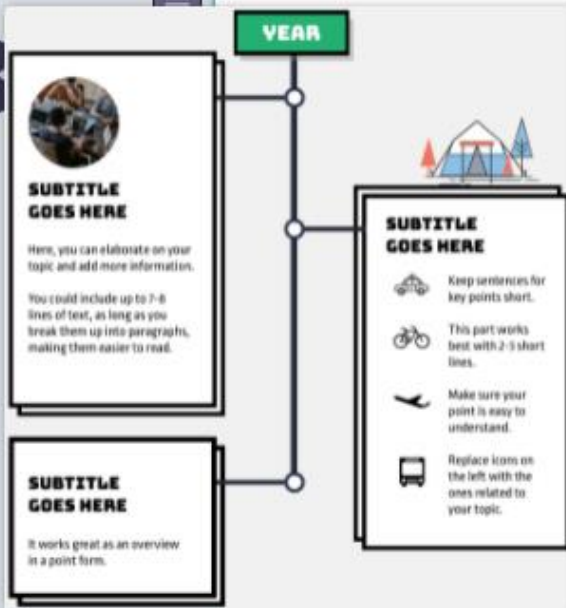 YEAR
SUBTITLE
GOES HERE
Here, you can elaborate on your
topic and add more information.
You could include up to 7-8
lines of text, as long as you
break them up into paragraphs,
making them easier to read.
SUBTITLE
GOES HERE
Keep sentences for
key points short.
This part works
best with 2-3 short
lines.
Make sure your
point is easy to
understand.
Replace icons on
the left with the
ones related to
your topic.
SUBTITLE
GOES HERE
It works great as an overview
in a point form.